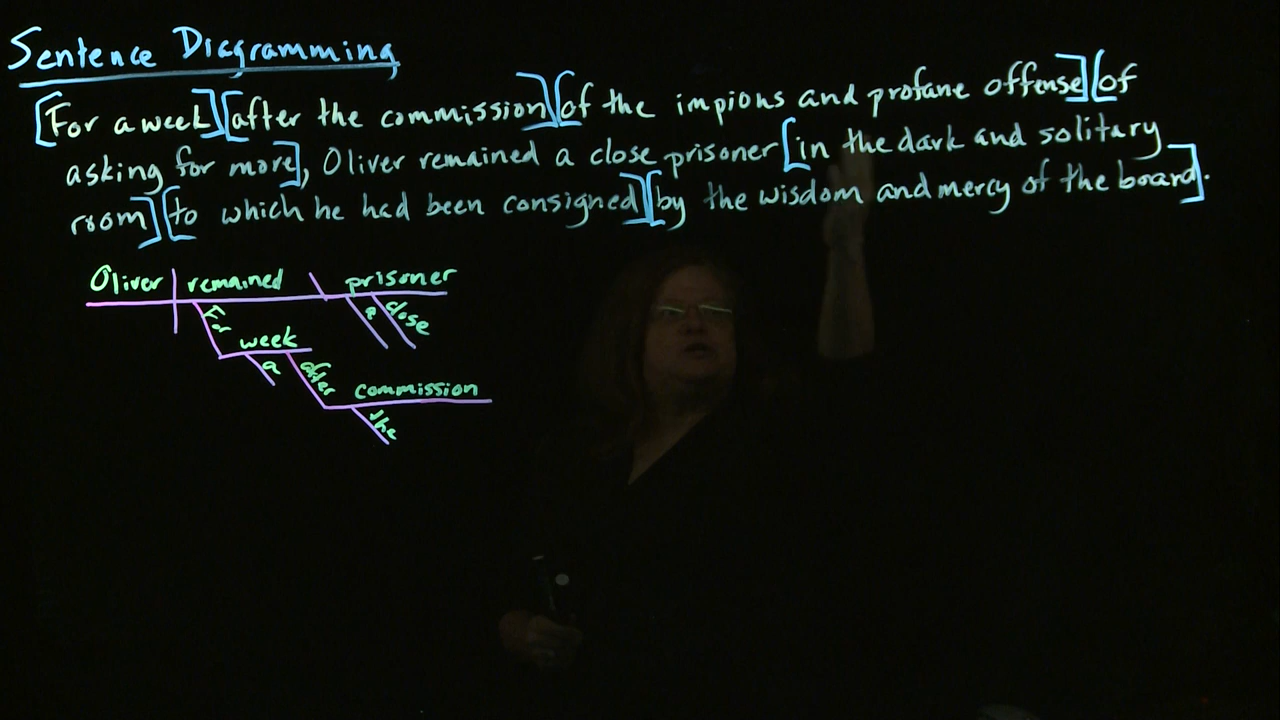 Sentence Diagramming
[For a week][after the commission][of the impious and profane offense][of
asking for more], Oliver remained a close prisoner [in the dark and solitary
room][to which he had been consigned][by the wisdom and mercy of the board].
Oliver remained prisoner
For a close
week
a after commission
the